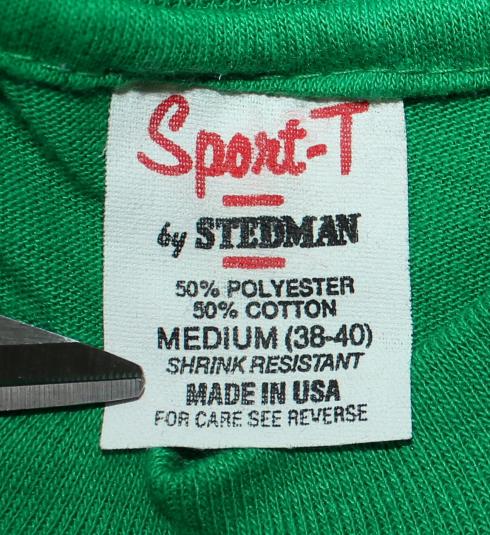 Sport-T
by STEDMAN
50% POLYESTER
50% COTTON
MEDIUM (38-40)
SHRINK RESISTANT
MADE IN USA
FOR CARE SEE REVERSE